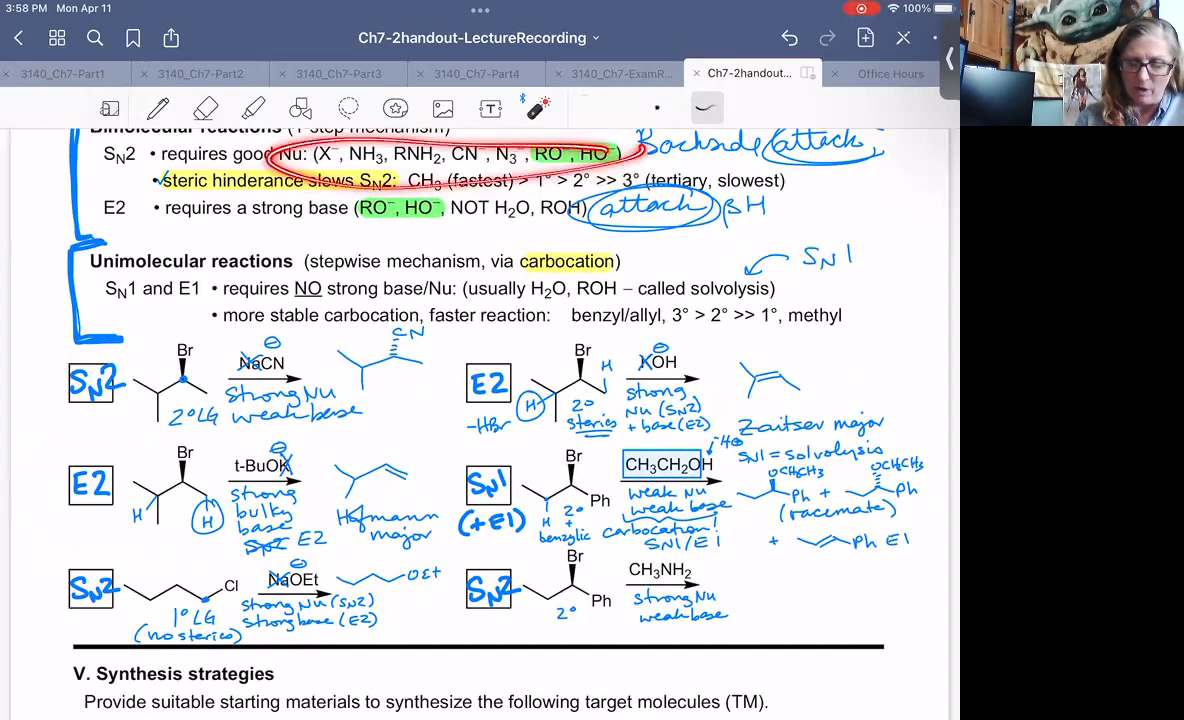 3:58 PM Mon Apr 11
100%
Ch7-2handout-LectureRecording
3140_Ch7-Part1
3140_Ch7-Part2
3140_Ch7-Part3
3140_Ch7-Part4
3140_Ch7-ExamR...
Ch7-2handout...
Office Hours
Bimolecular reactions (1-step mechanism)
SN2 • requires good Nu: (X⁻, NH₃, RNH₂, CN⁻, N₃⁻, RO⁻, HO⁻) Backside attack
• steric hinderance slows SN2: CH₃ (fastest) > 1° > 2° >> 3° (tertiary, slowest)
E2 • requires a strong base (RO⁻, HO⁻, NOT H₂O, ROH) attack βH
Unimolecular reactions (stepwise mechanism, via carbocation)
SN1
SN1 and E1 • requires NO strong base/Nu: (usually H₂O, ROH – called solvolysis)
• more stable carbocation, faster reaction: benzyl/allyl, 3° > 2° >> 1°, methyl
SN2
Br
2° LG
⊖
NaCN
strong Nu
weak base
CN
E2
-HBr
Br
H
H
2°
sterics
⊖
KOH
strong
Nu (SN2)
+ base (E2)
Zaitsev major
E2
Br
H
H
⊖
t-BuOK
strong
bulky
base
SN2 E2
Hofmann
major
SN1
(+E1)
Br
Ph
H 2°
+
benzylic
CH₃CH₂OH
-H⊕
weak Nu
weak base
carbocation!
SN1/E1
SN1 = solvolysis
OCH₂CH₃
Ph +
OCH₂CH₃
Ph
(racemate)
+ Ph E1
SN2
Cl
1° LG
(no sterics)
⊖
NaOEt
strong Nu (SN2)
strong base (E2)
OEt
SN2
Br
Ph
2°
CH₃NH₂
strong Nu
weak base
V. Synthesis strategies
Provide suitable starting materials to synthesize the following target molecules (TM).